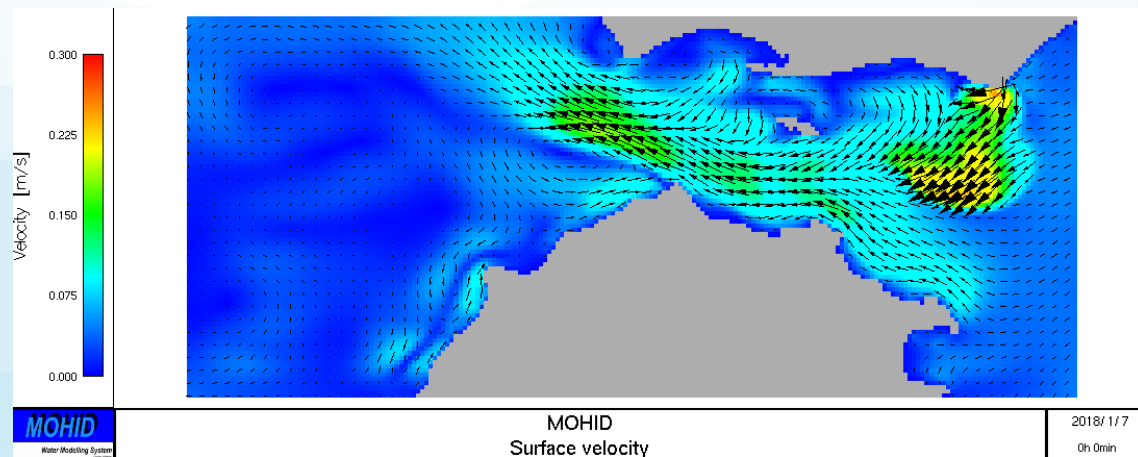 0.300
0.225
0.150
0.075
0.000
Velocity [m/s]
MOHID
Water Modelling System
MOHID
Surface velocity
2018/ 1/ 7
0h 0min